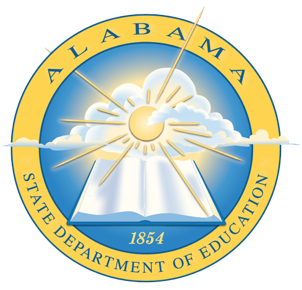 ALABAMA
1854
STATE DEPARTMENT OF EDUCATION